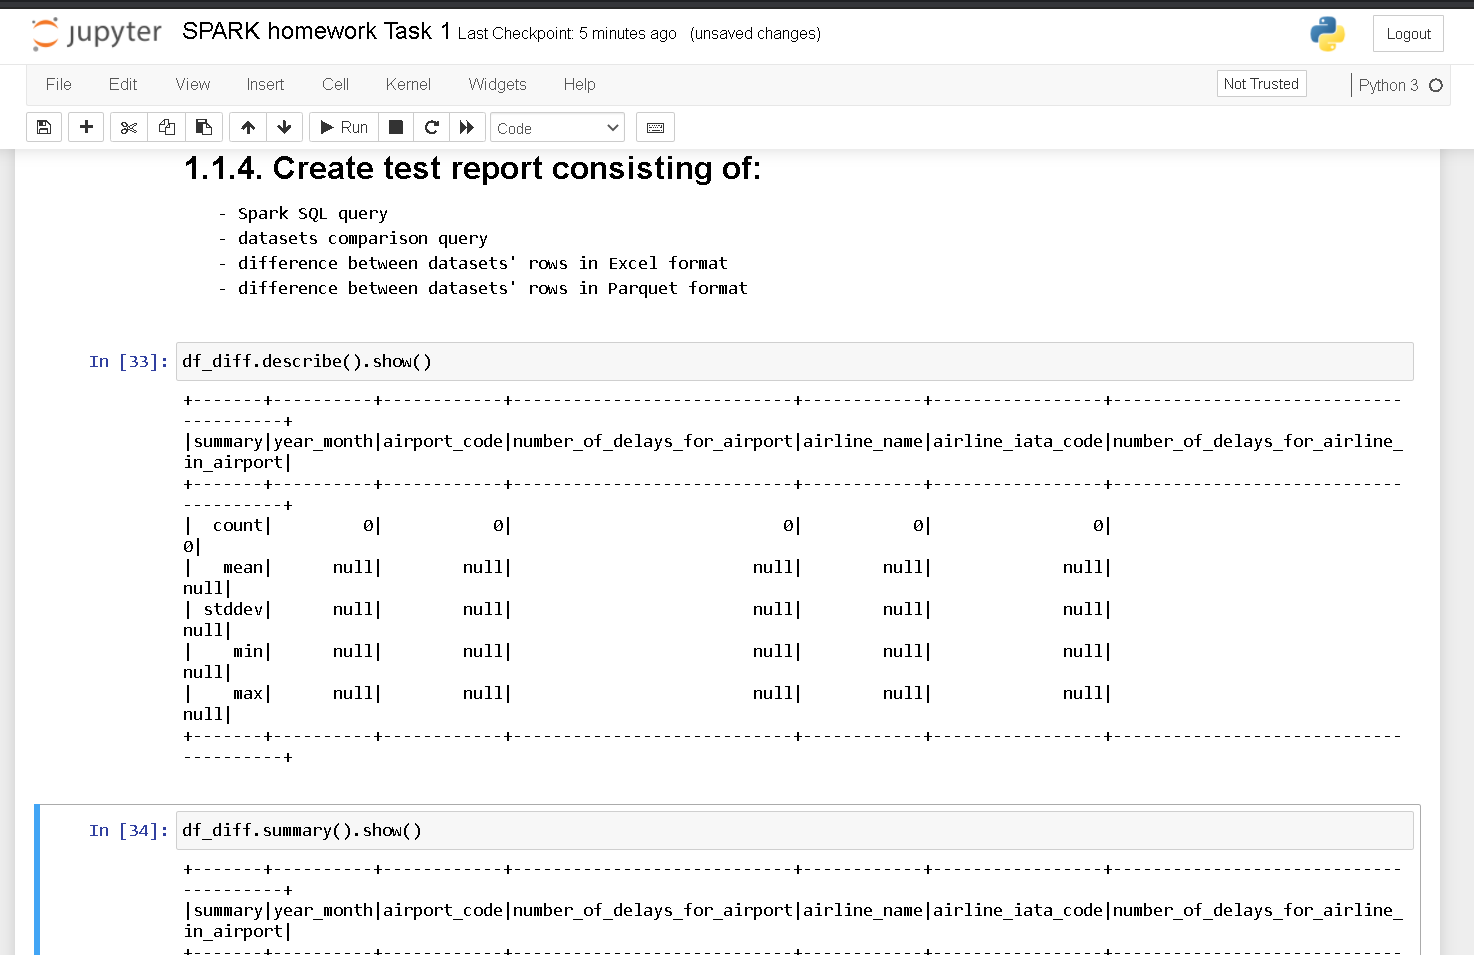 jupyter SPARK homework Task 1 Last Checkpoint: 5 minutes ago (unsaved changes) Logout
File Edit View Insert Cell Kernel Widgets Help Not Trusted Python 3
Run Code
1.1.4. Create test report consisting of:
- Spark SQL query
- datasets comparison query
- difference between datasets' rows in Excel format
- difference between datasets' rows in Parquet format
In [33]: df_diff.describe().show()
+-------+----------+------------+----------------------------+------------+-----------------+-----------------------------
----------+
|summary|year_month|airport_code|number_of_delays_for_airport|airline_name|airline_iata_code|number_of_delays_for_airline_
in_airport|
+-------+----------+------------+----------------------------+------------+-----------------+-----------------------------
----------+
|  count|         0|           0|                           0|           0|                0|
0|
|   mean|      null|        null|                        null|        null|             null|
null|
| stddev|      null|        null|                        null|        null|             null|
null|
|    min|      null|        null|                        null|        null|             null|
null|
|    max|      null|        null|                        null|        null|             null|
null|
+-------+----------+------------+----------------------------+------------+-----------------+-----------------------------
----------+
In [34]: df_diff.summary().show()
+-------+----------+------------+----------------------------+------------+-----------------+-----------------------------
----------+
|summary|year_month|airport_code|number_of_delays_for_airport|airline_name|airline_iata_code|number_of_delays_for_airline_
in_airport|
+-------+----------+------------+----------------------------+------------+-----------------+-----------------------------